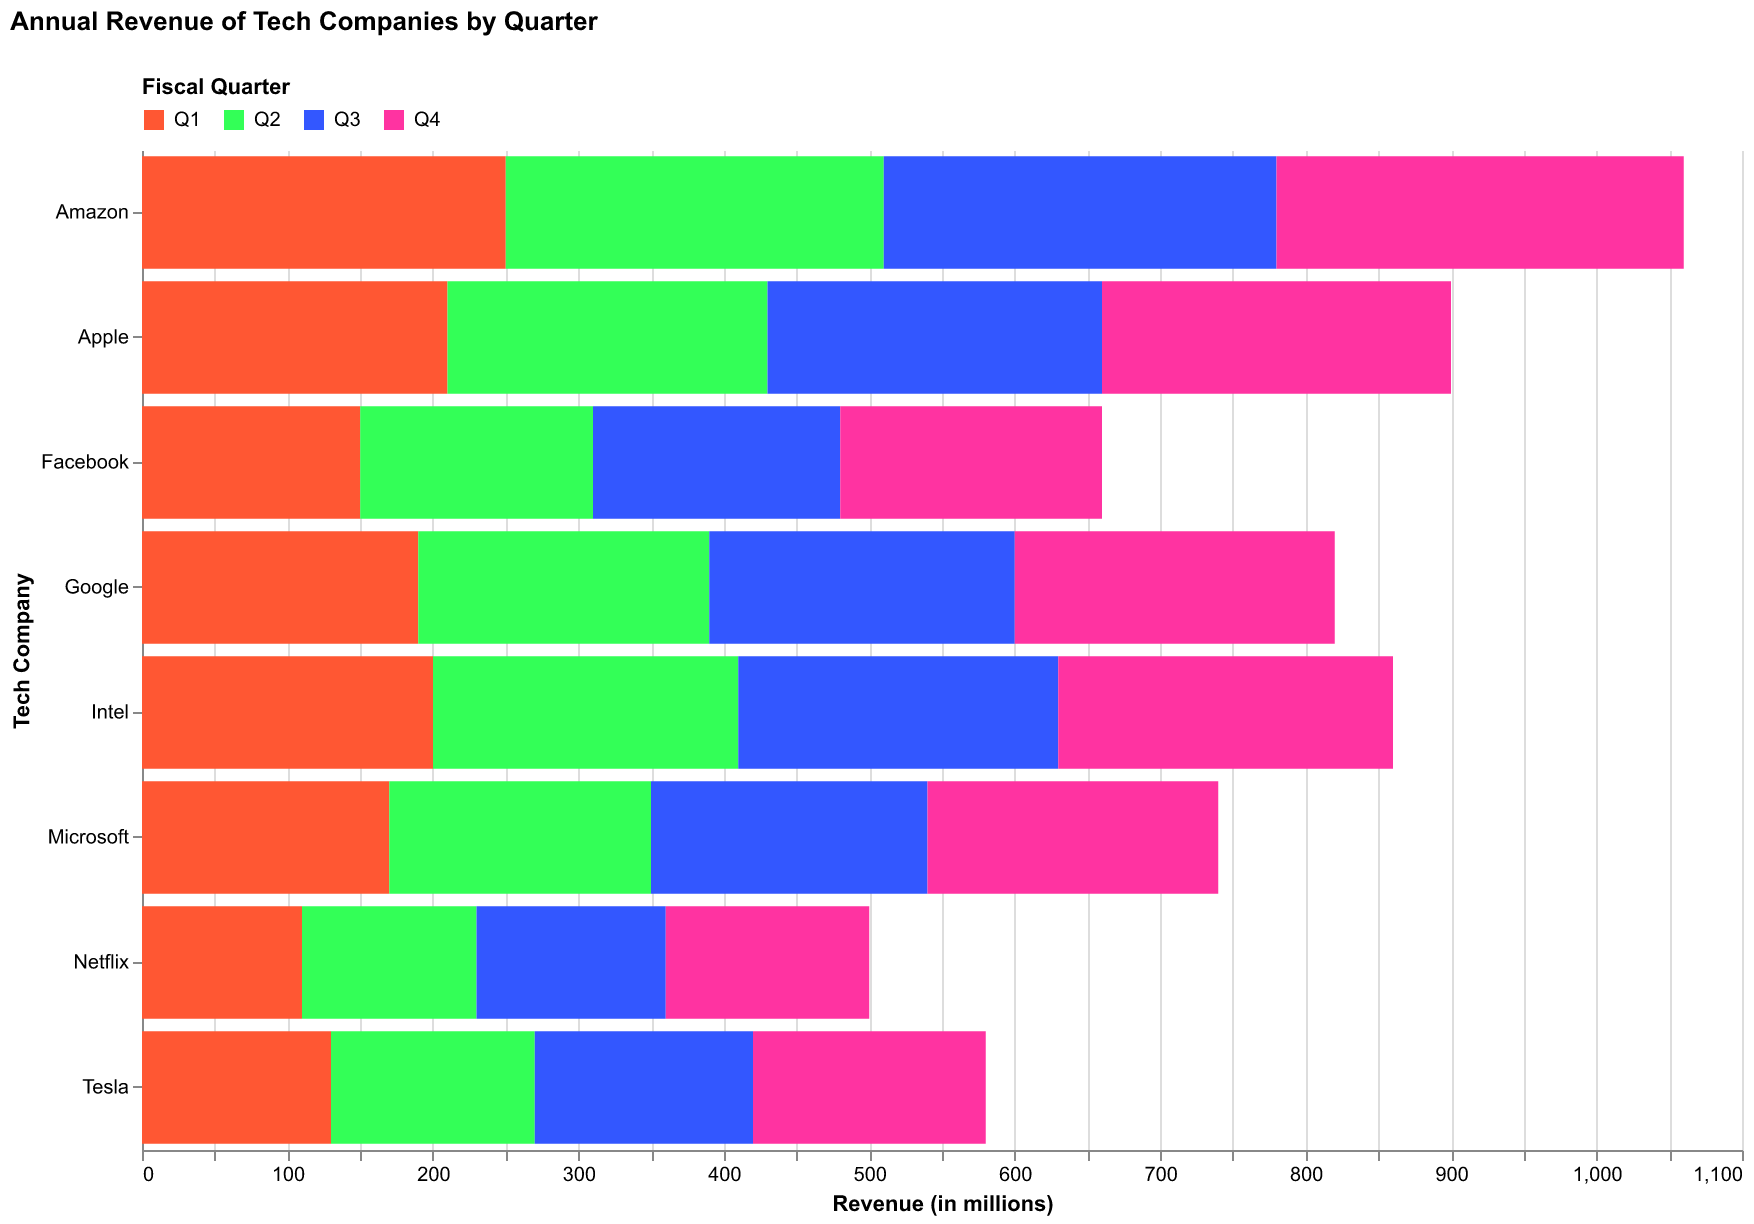 Annual Revenue of Tech Companies by Quarter
Fiscal Quarter
Q1 Q2 Q3 Q4
Tech Company
Amazon
Apple
Facebook
Google
Intel
Microsoft
Netflix
Tesla
0 100 200 300 400 500 600 700 800 900 1,000 1,100
Revenue (in millions)